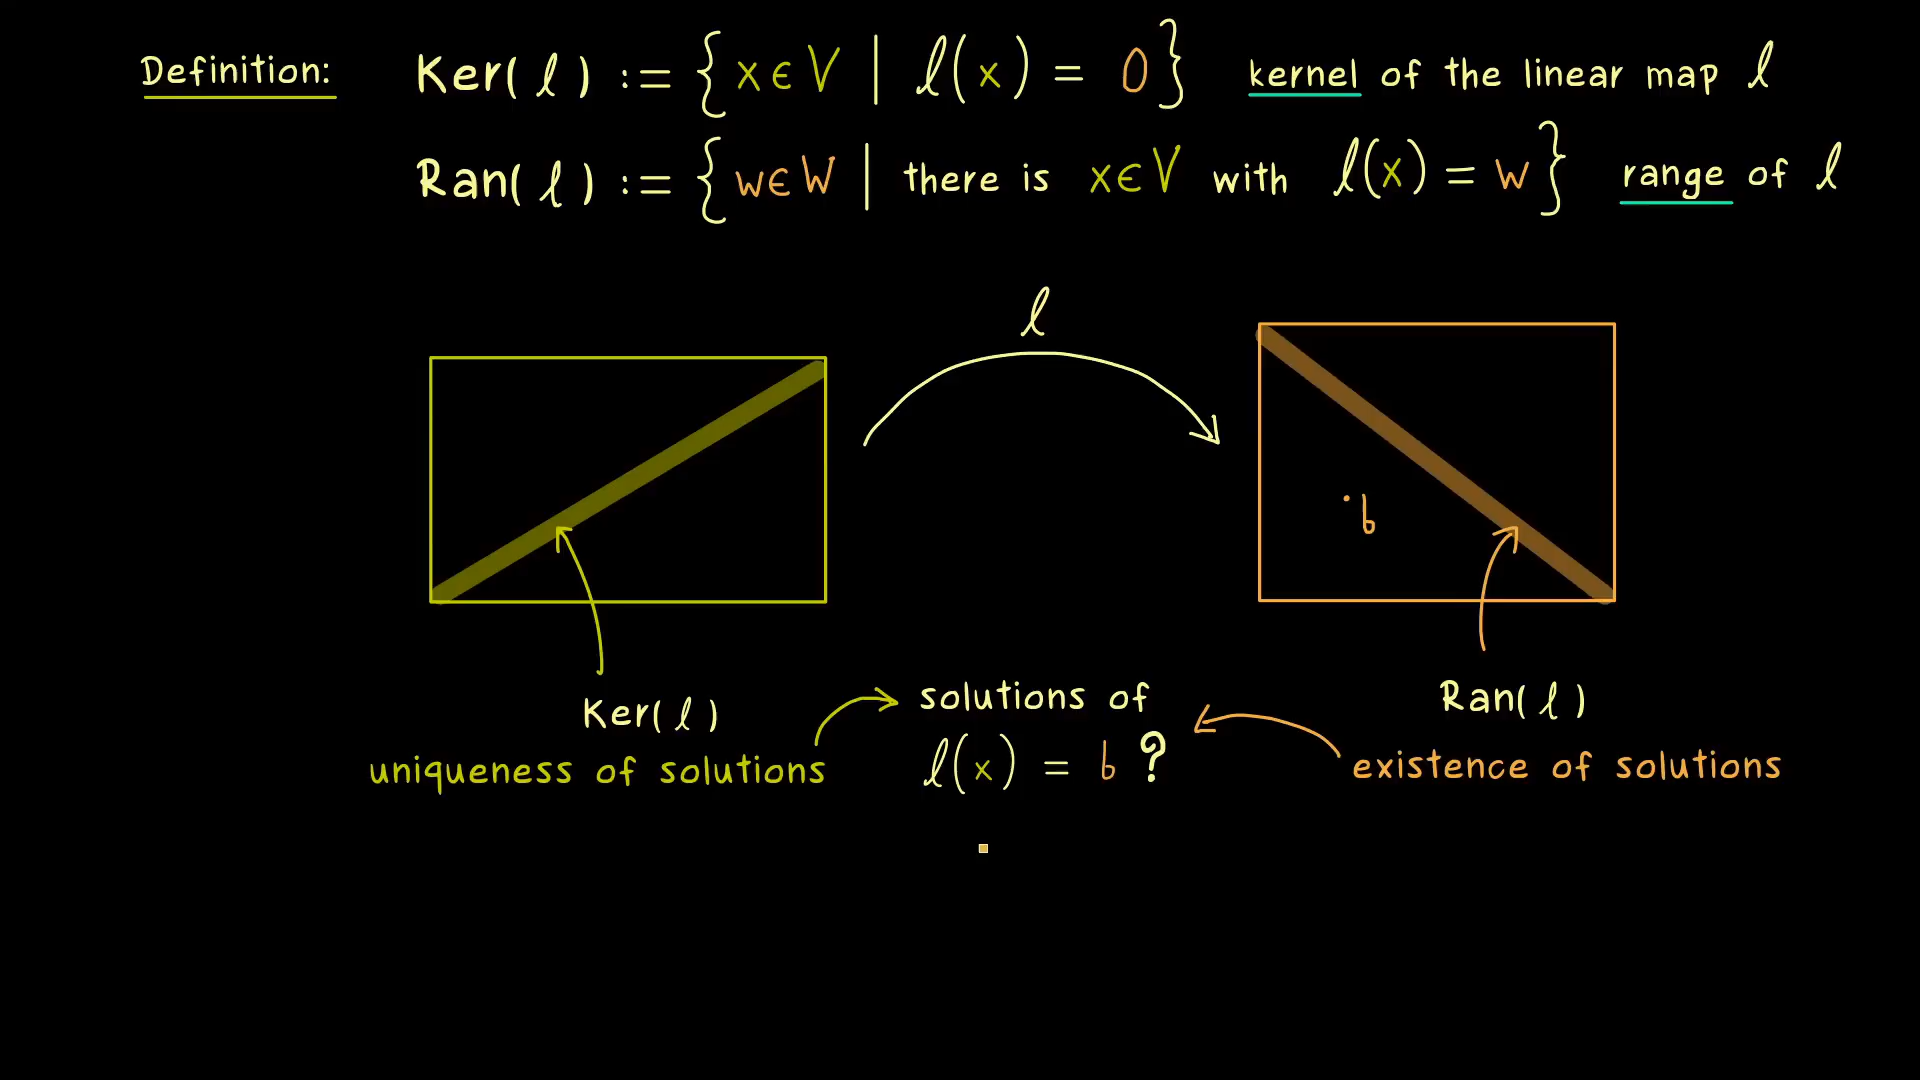 Definition: Ker(ℓ) := {x∈V | ℓ(x) = 0} kernel of the linear map ℓ
Ran(ℓ) := {w∈W | there is x∈V with ℓ(x) = w} range of ℓ
ℓ
b
Ker(ℓ)
uniqueness of solutions
solutions of
ℓ(x) = b ?
Ran(ℓ)
existence of solutions